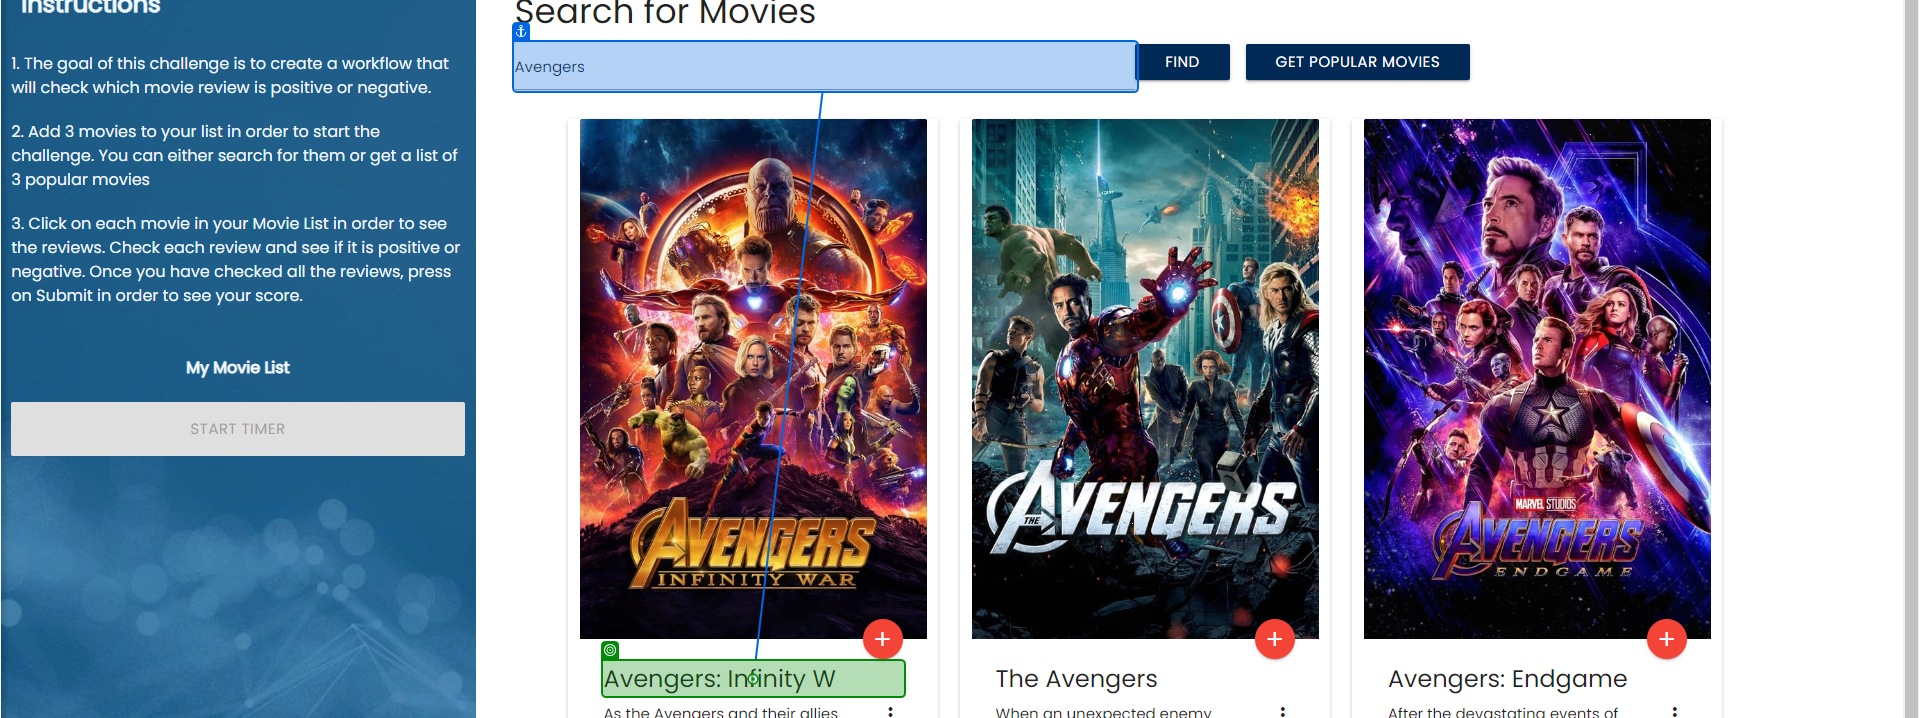 Instructions
1. The goal of this challenge is to create a workflow that
will check which movie review is positive or negative.
2. Add 3 movies to your list in order to start the
challenge. You can either search for them or get a list of
3 popular movies
3. Click on each movie in your Movie List in order to see
the reviews. Check each review and see if it is positive or
negative. Once you have checked all the reviews, press
on Submit in order to see your score.
My Movie List
START TIMER
Search for Movies
Avengers
FIND
GET POPULAR MOVIES
AVENGERS
INFINITY WAR
THE AVENGERS
MARVEL STUDIOS
AVENGERS
ENDGAME
Avengers: Infinity W
As the Avengers and their allies
The Avengers
When an unexpected enemy
Avengers: Endgame
After the devastating events of